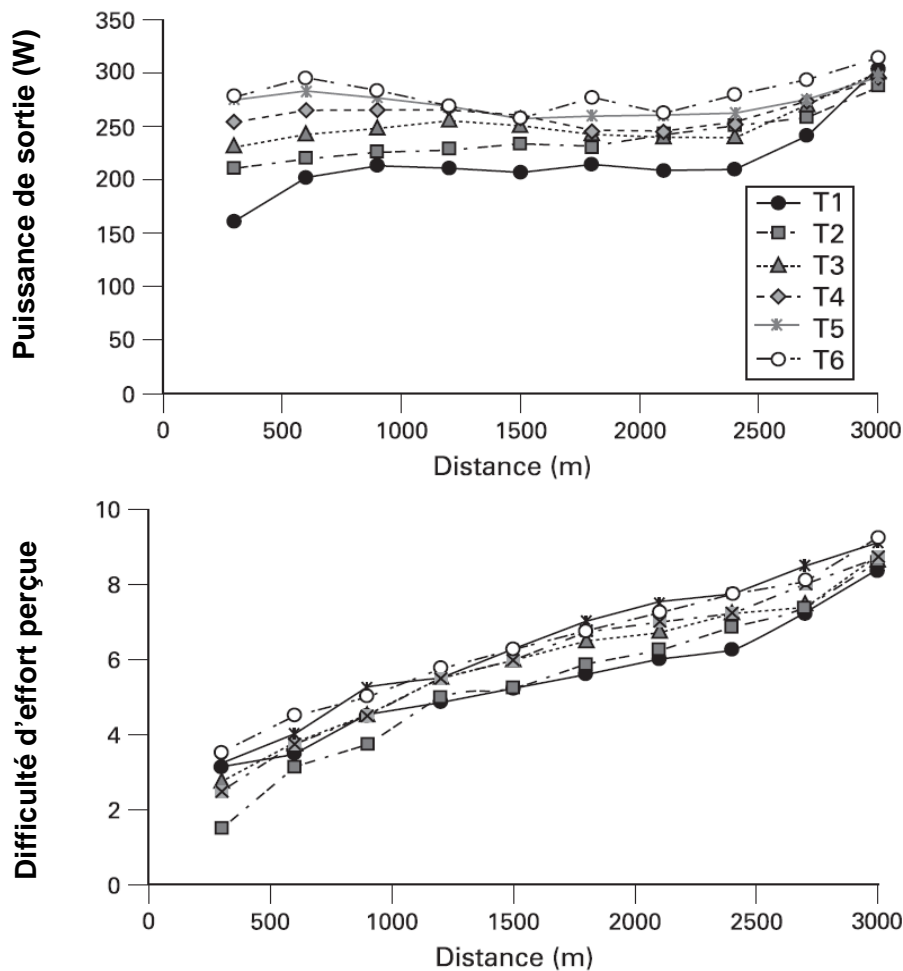 Puissance de sortie (W)
350
300
250
200
150
100
50
0
T1
T2
T3
T4
T5
T6
0 500 1000 1500 2000 2500 3000
Distance (m)
Difficulté d'effort perçue
10
8
6
4
2
0
0 500 1000 1500 2000 2500 3000
Distance (m)